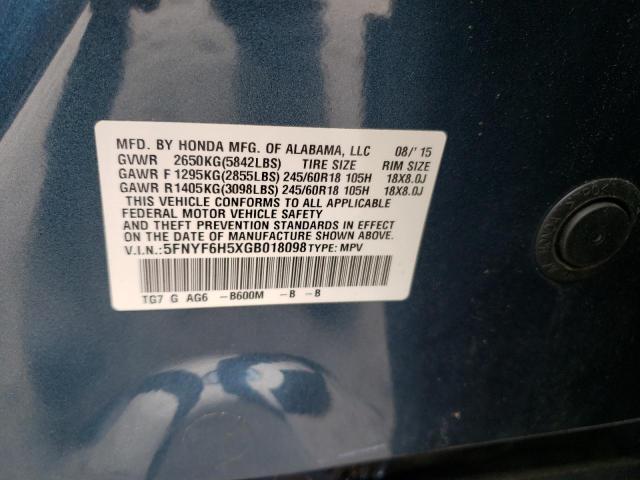 MFD. BY HONDA MFG. OF ALABAMA, LLC 08/'15
GVWR 2650KG(5842LBS) TIRE SIZE RIM SIZE
GAWR F 1295KG(2855LBS) 245/60R18 105H 18X8.0J
GAWR R 1405KG(3098LBS) 245/60R18 105H 18X8.0J
THIS VEHICLE CONFORMS TO ALL APPLICABLE
FEDERAL MOTOR VEHICLE SAFETY
AND THEFT PREVENTION STANDARDS IN EFFECT
ON THE DATE OF MANUFACTURE SHOWN ABOVE.
V.I.N.:5FNYF6H5XGB018098 TYPE: MPV
TG7 G AG6 -B600M -B -B